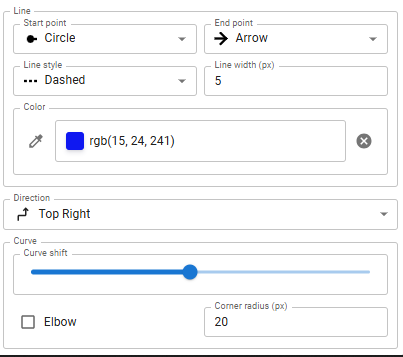 Line
Start point
Circle
End point
Arrow
Line style
Dashed
Line width (px)
5
Color
rgb(15, 24, 241)
Direction
Top Right
Curve
Curve shift
Elbow
Corner radius (px)
20